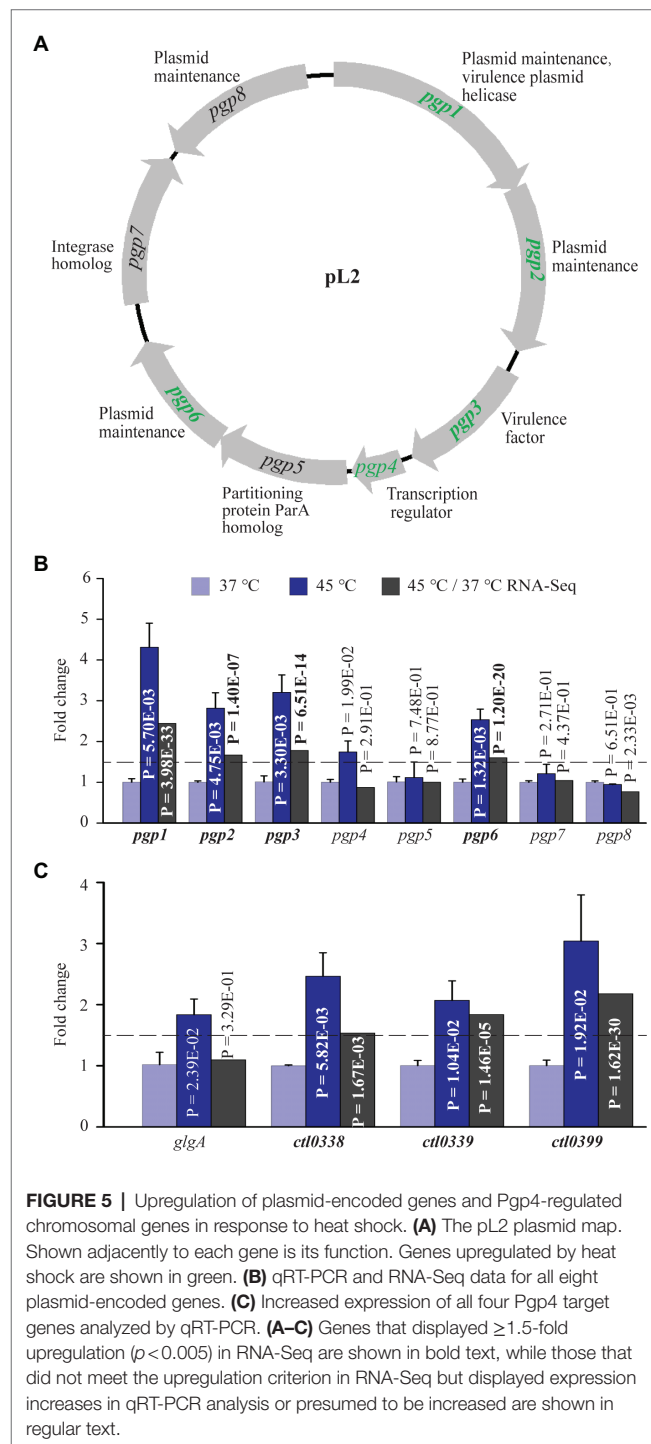 A
Plasmid
maintenance
Plasmid maintenance,
virulence plasmid
helicase
pgp8
pgp1
pgp7
Integrase
homolog
pL2
pgp2
Plasmid
maintenance
pgp6
Plasmid
maintenance
pgp3
Virulence
factor
pgp5
pgp4
Partitioning
protein ParA
homolog
Transcription
regulator
B
37 °C
45 °C
45 °C / 37 °C RNA-Seq
Fold change
6
5
4
3
2
1
0
P = 5.70E-03
P = 3.98E-33
P = 4.75E-03
P = 1.40E-07
P = 3.30E-03
P = 6.51E-14
P = 1.99E-02
P = 2.91E-01
P = 7.48E-01
P = 8.77E-01
P = 1.32E-03
P = 1.20E-20
P = 2.71E-01
P = 4.37E-01
P = 6.51E-01
P = 2.33E-03
pgp1 pgp2 pgp3 pgp4 pgp5 pgp6 pgp7 pgp8
C
Fold change
4
3
2
1
0
P = 2.39E-02
P = 3.29E-01
P = 5.82E-03
P = 1.67E-03
P = 1.04E-02
P = 1.46E-05
P = 1.92E-02
P = 1.62E-30
glgA ctl0338 ctl0339 ctl0399
FIGURE 5 | Upregulation of plasmid-encoded genes and Pgp4-regulated
chromosomal genes in response to heat shock. (A) The pL2 plasmid map.
Shown adjacently to each gene is its function. Genes upregulated by heat
shock are shown in green. (B) qRT-PCR and RNA-Seq data for all eight
plasmid-encoded genes. (C) Increased expression of all four Pgp4 target
genes analyzed by qRT-PCR. (A–C) Genes that displayed ≥1.5-fold
upregulation (p<0.005) in RNA-Seq are shown in bold text, while those that
did not meet the upregulation criterion in RNA-Seq but displayed expression
increases in qRT-PCR analysis or presumed to be increased are shown in
regular text.